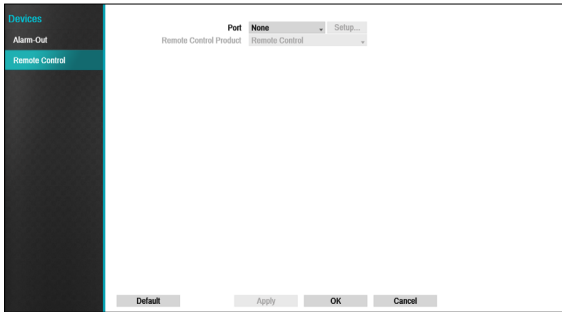 Devices
Alarm-Out
Remote Control
Port None Setup...
Remote Control Product Remote Control
Default Apply OK Cancel